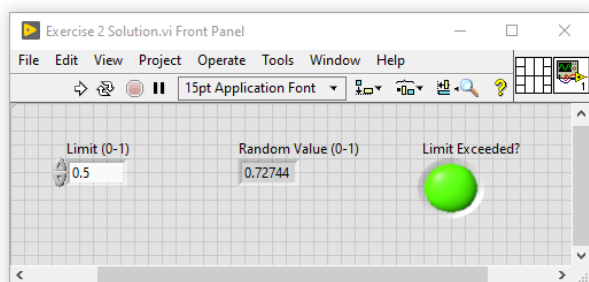 Exercise 2 Solution.vi Front Panel
File Edit View Project Operate Tools Window Help
15pt Application Font
?
1
Limit (0-1) Random Value (0-1) Limit Exceeded?
0.5 0.72744